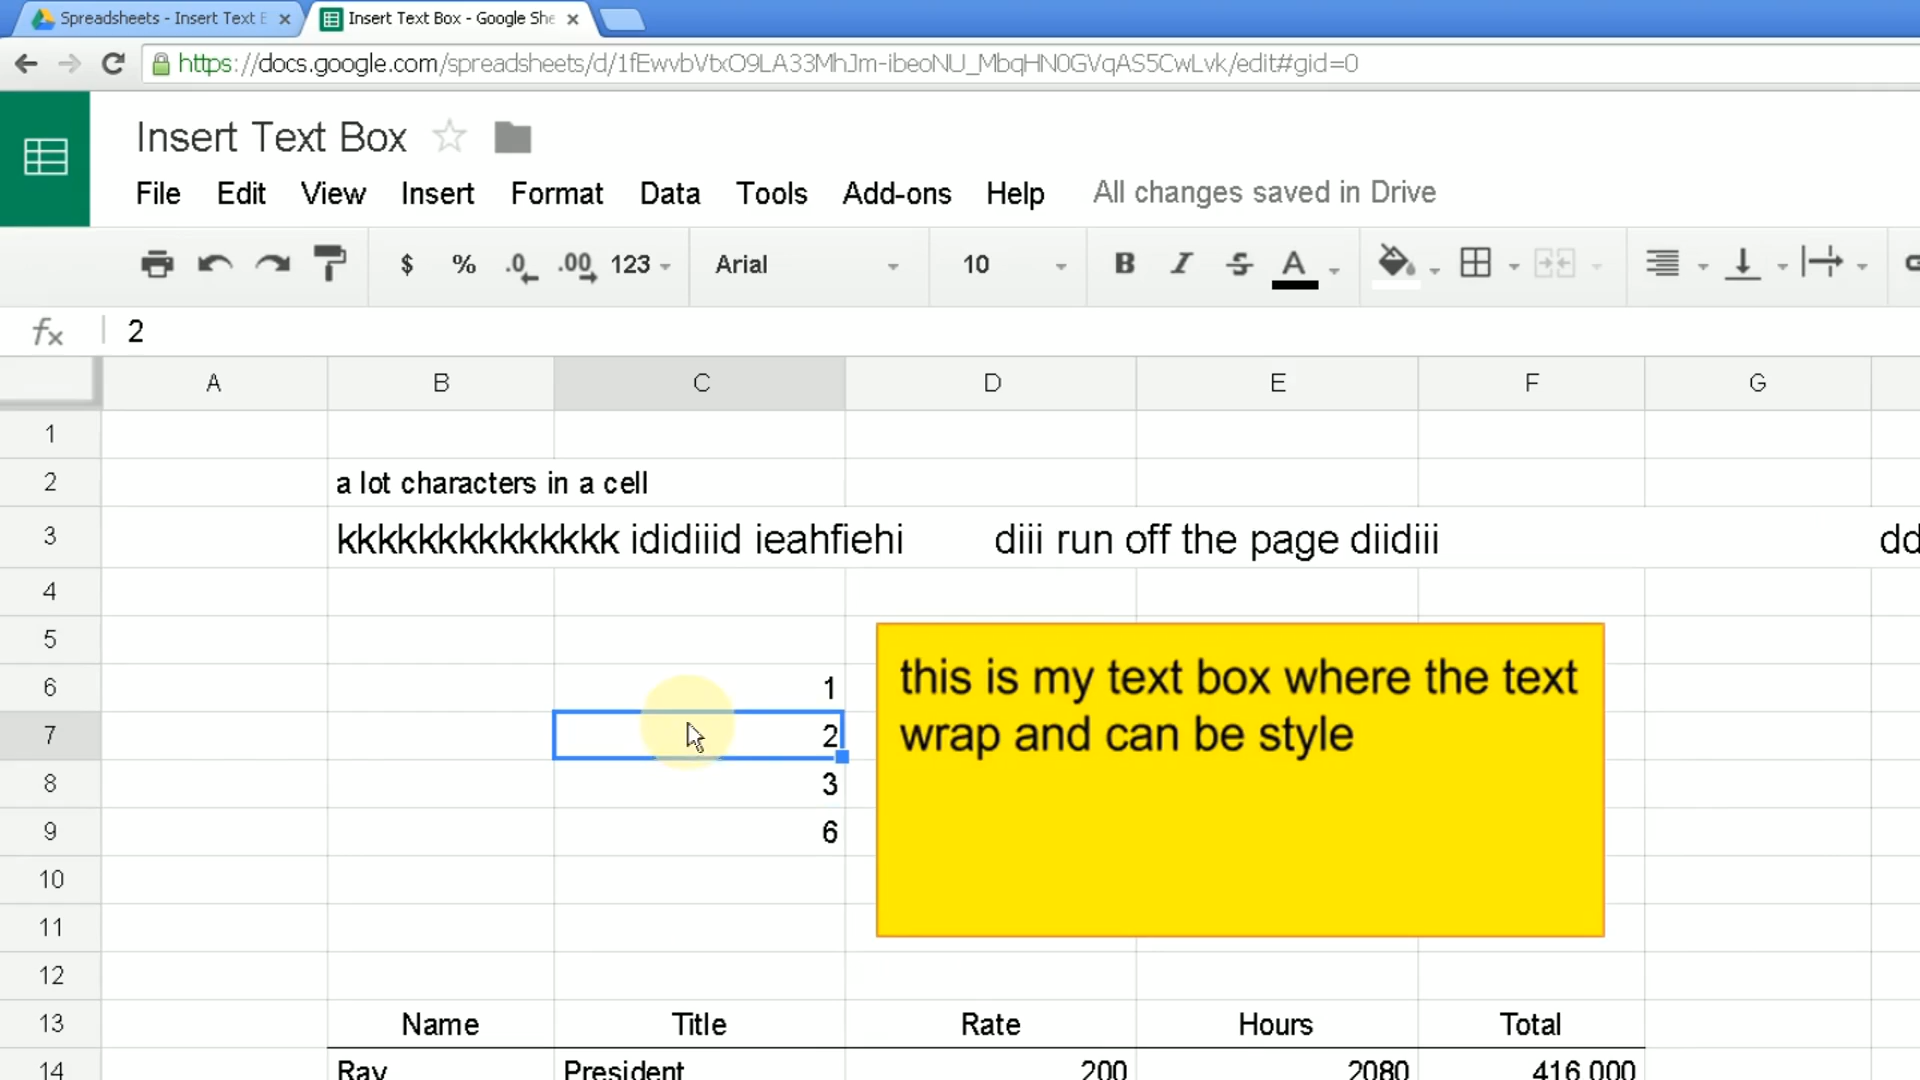 Spreadsheets - Insert Text E
Insert Text Box - Google She
https://docs.google.com/spreadsheets/d/1fEwvbVtxO9LA33MhJm-ibeoNU_MbqHN0GVqAS5CwLvk/edit#gid=0
Insert Text Box
File Edit View Insert Format Data Tools Add-ons Help All changes saved in Drive
$ % .0 .00 123 Arial 10 B I S A
fx 2
A B C D E F G
1
2 a lot characters in a cell
3 kkkkkkkkkkkkkk ididiiid ieahfiehi diii run off the page diidiii dd
4
5
6 1
this is my text box where the text
7 2
wrap and can be style
8 3
9 6
10
11
12
13 Name Title Rate Hours Total
14 Ray President 200 2080 416,000